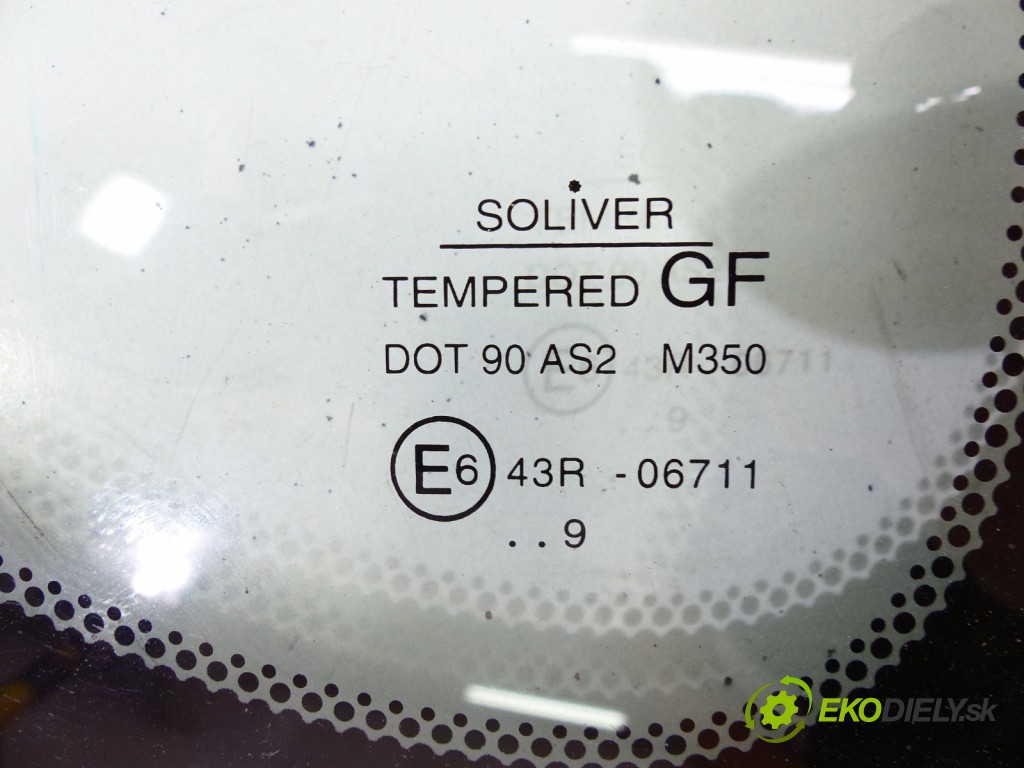 SOLIVER
TEMPERED GF
DOT 90 AS2 M350
E6 43R -06711
. . 9
EKODIELY.sk